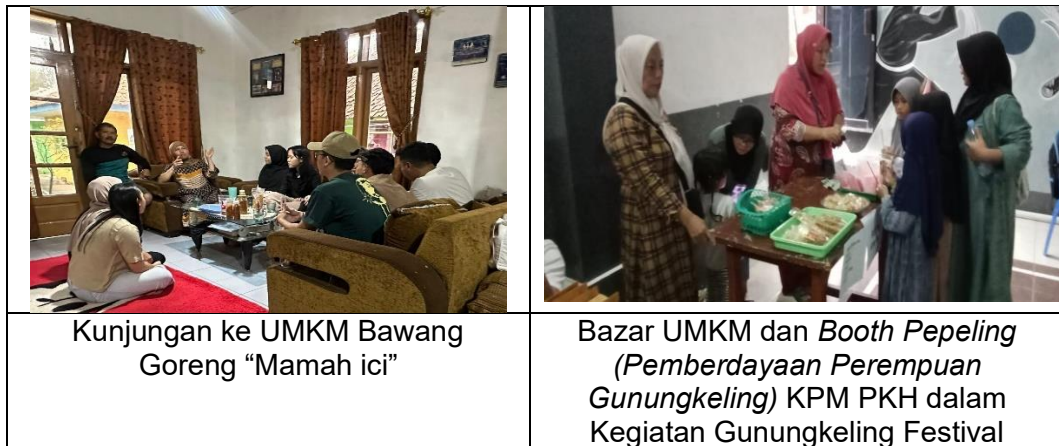 Kunjungan ke UMKM Bawang
Goreng “Mamah ici”
Bazar UMKM dan Booth Pepeling
(Pemberdayaan Perempuan
Gunungkeling) KPM PKH dalam
Kegiatan Gunungkeling Festival